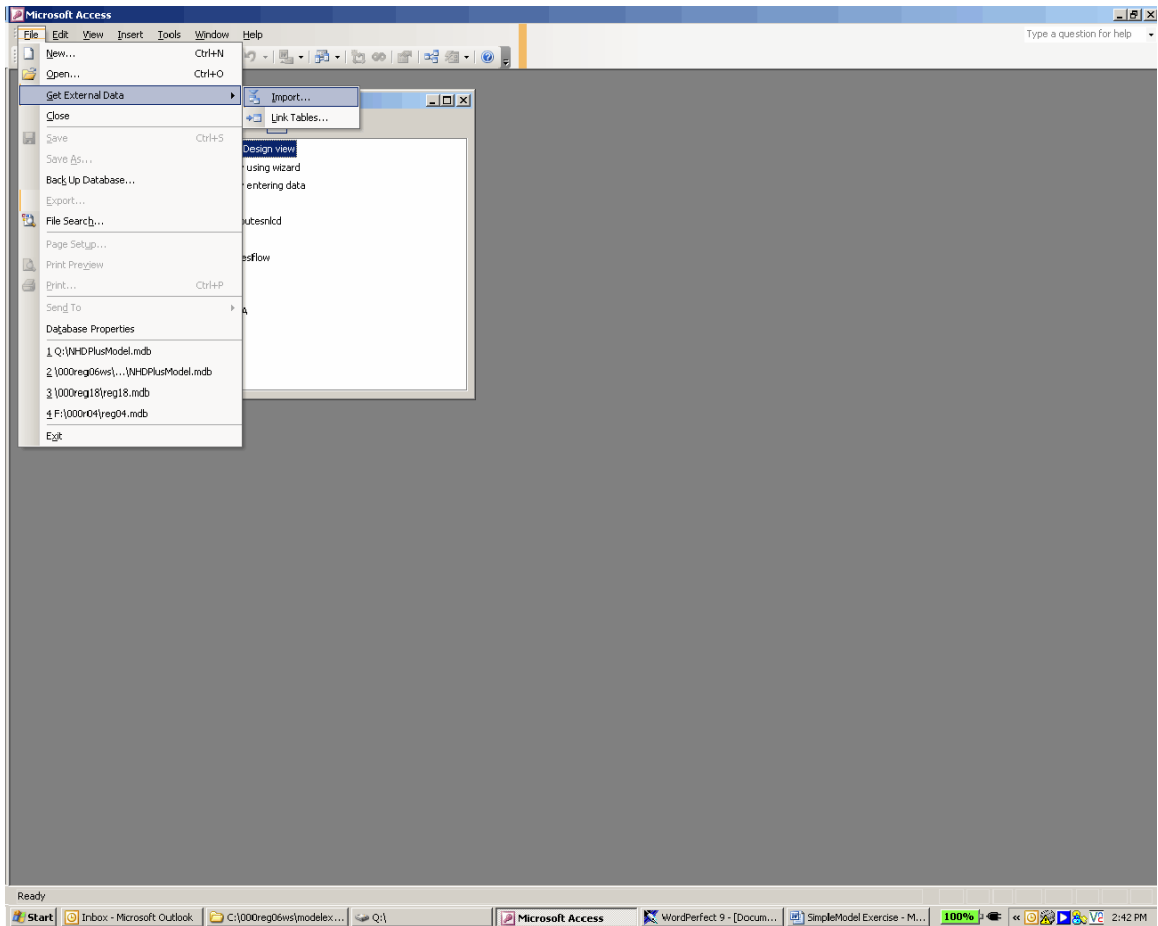 Microsoft Access
File Edit View Insert Tools Window Help
Type a question for help
New... Ctrl+N
Open... Ctrl+O
Get External Data
Import...
Close
Link Tables...
Save Ctrl+S
Design view
Save As...
using wizard
Back Up Database...
entering data
Export...
File Search...
outesnlcd
Page Setup...
Print Preview
esflow
Print... Ctrl+P
Send To
A
Database Properties
1 Q:\NHDPlusModel.mdb
2 \000reg06ws\...\NHDPlusModel.mdb
3 \000reg18\reg18.mdb
4 F:\000r04\reg04.mdb
Exit
Ready
Start Inbox - Microsoft Outlook C:\000reg06ws\modelex... Q:\ Microsoft Access WordPerfect 9 - [Docum... SimpleModel Exercise - M... 100% « V2 2:42 PM